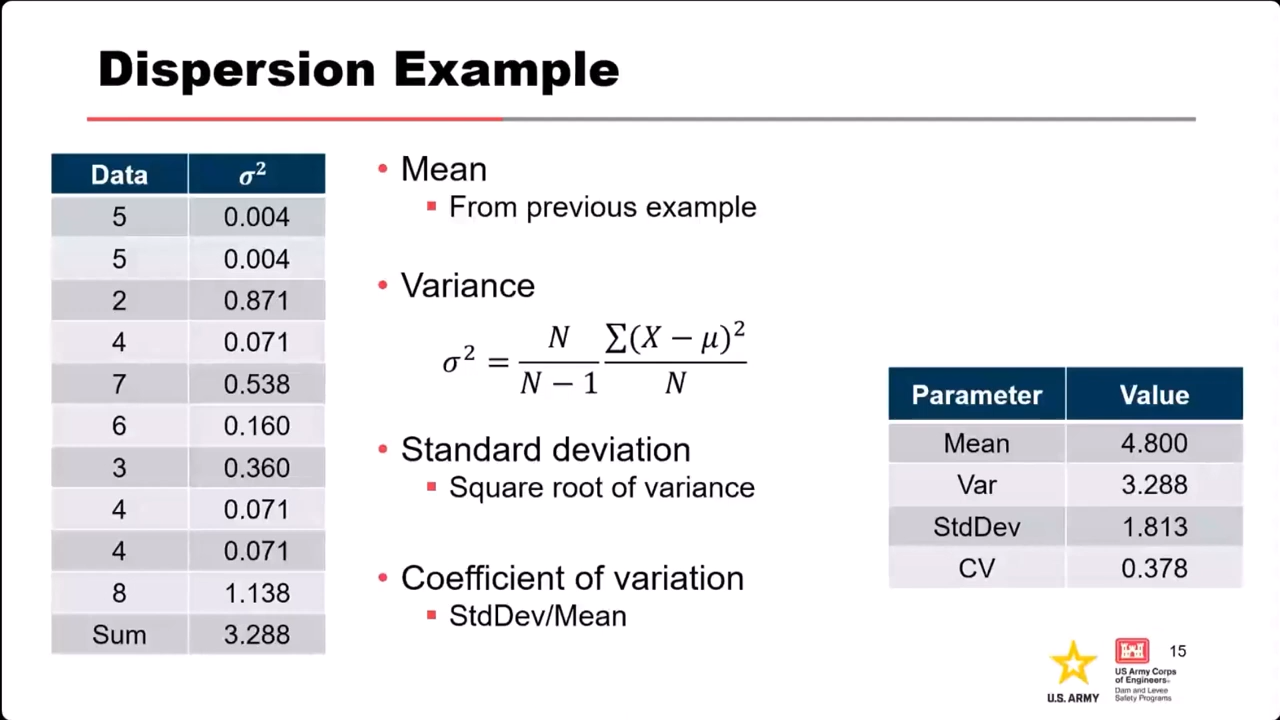 Dispersion Example
Data σ²
5 0.004
5 0.004
2 0.871
4 0.071
7 0.538
6 0.160
3 0.360
4 0.071
4 0.071
8 1.138
Sum 3.288
• Mean
▪ From previous example
• Variance
σ² = N/(N − 1) ∑(X − μ)²/N
• Standard deviation
▪ Square root of variance
• Coefficient of variation
▪ StdDev/Mean
Parameter Value
Mean 4.800
Var 3.288
StdDev 1.813
CV 0.378
U.S. ARMY
US Army Corps
of Engineers®
Dam and Levee
Safety Programs
15